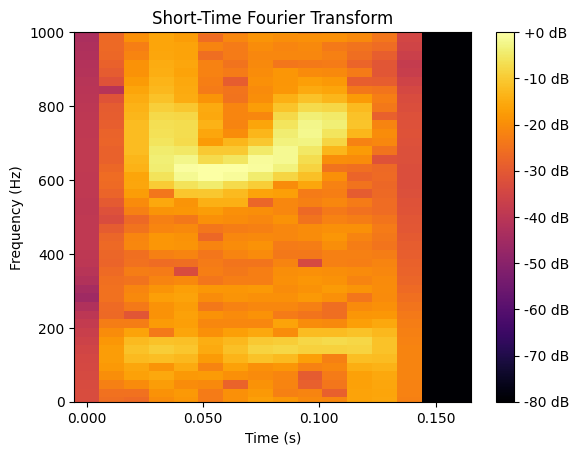 Short-Time Fourier Transform
1000
800
600
400
200
0
Frequency (Hz)
0.000
0.050
0.100
0.150
Time (s)
+0 dB
-10 dB
-20 dB
-30 dB
-40 dB
-50 dB
-60 dB
-70 dB
-80 dB